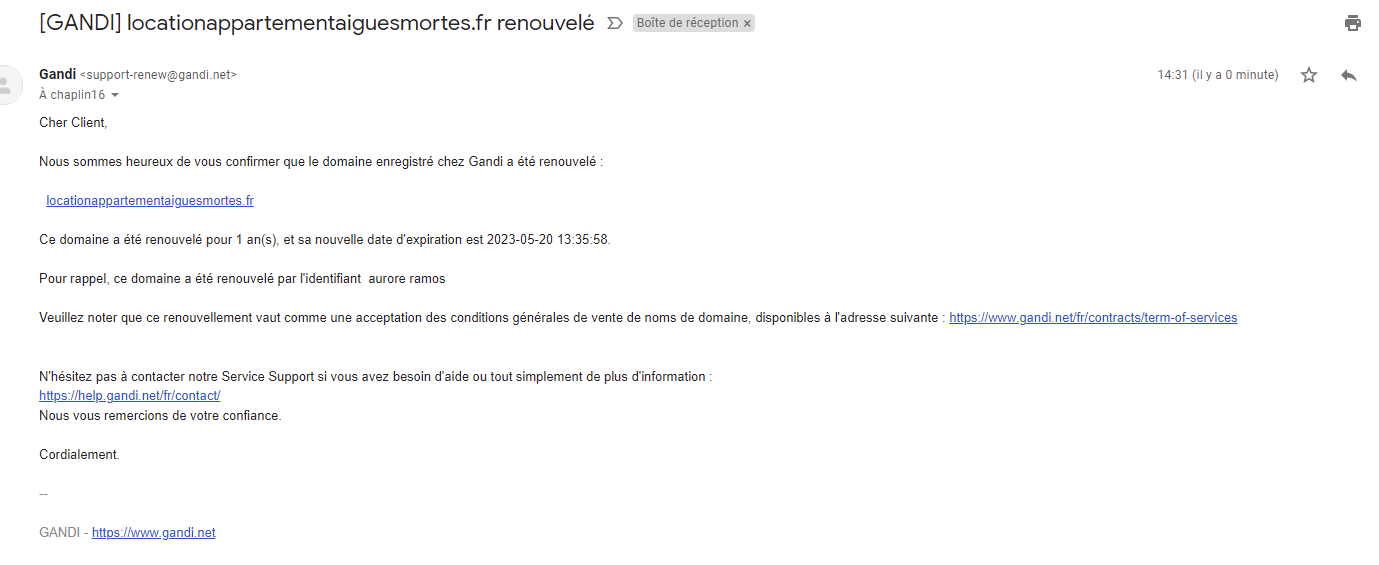 [GANDI] locationappartementaiguesmortes.fr renouvelé Boîte de réception ×
Gandi <support-renew@gandi.net> 14:31 (il y a 0 minute)
À chaplin16
Cher Client,
Nous sommes heureux de vous confirmer que le domaine enregistré chez Gandi a été renouvelé :
locationappartementaiguesmortes.fr
Ce domaine a été renouvelé pour 1 an(s), et sa nouvelle date d'expiration est 2023-05-20 13:35:58.
Pour rappel, ce domaine a été renouvelé par l'identifiant aurore ramos
Veuillez noter que ce renouvellement vaut comme une acceptation des conditions générales de vente de noms de domaine, disponibles à l'adresse suivante : https://www.gandi.net/fr/contracts/term-of-services
N'hésitez pas à contacter notre Service Support si vous avez besoin d'aide ou tout simplement de plus d'information :
https://help.gandi.net/fr/contact/
Nous vous remercions de votre confiance.
Cordialement.
--
GANDI - https://www.gandi.net